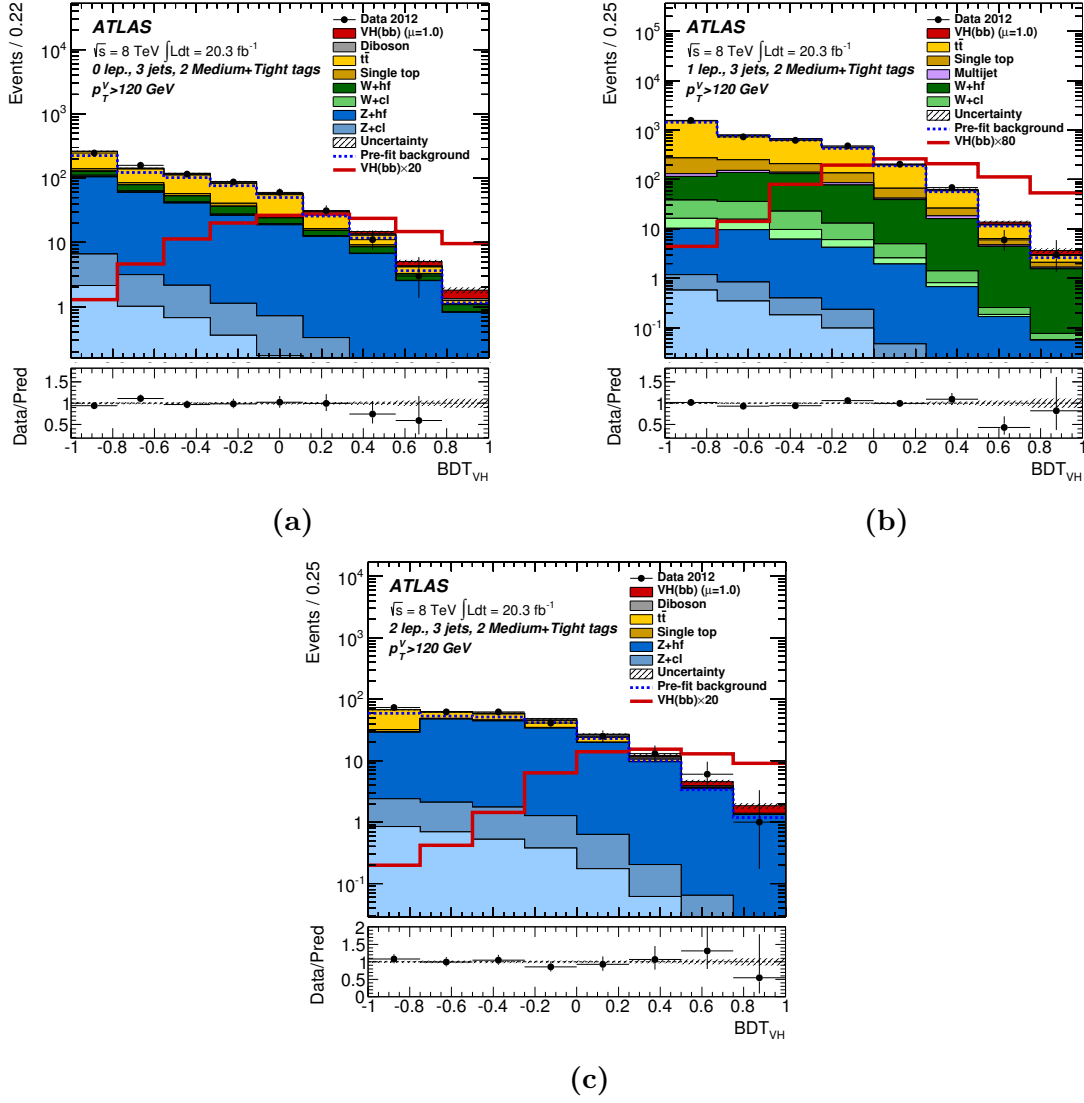 Events / 0.22
10⁴
10³
10²
10
1
ATLAS
√s = 8 TeV ∫Ldt = 20.3 fb⁻¹
0 lep., 3 jets, 2 Medium+Tight tags
p_T^V>120 GeV
Data 2012
VH(bb) (μ=1.0)
Diboson
tt̄
Single top
W+hf
W+cl
Z+hf
Z+cl
Uncertainty
Pre-fit background
VH(bb)×20
Data/Pred
1.5
1
0.5
-1 -0.8 -0.6 -0.4 -0.2 0 0.2 0.4 0.6 0.8 1
BDT_VH
(a)
Events / 0.25
10⁵
10⁴
10³
10²
10
1
10⁻¹
ATLAS
√s = 8 TeV ∫Ldt = 20.3 fb⁻¹
1 lep., 3 jets, 2 Medium+Tight tags
p_T^V>120 GeV
Data 2012
VH(bb) (μ=1.0)
tt̄
Single top
Multijet
W+hf
W+cl
Z+hf
Z+cl
Uncertainty
Pre-fit background
VH(bb)×80
Data/Pred
1.5
1
0.5
-1 -0.8 -0.6 -0.4 -0.2 0 0.2 0.4 0.6 0.8 1
BDT_VH
(b)
Events / 0.25
10⁴
10³
10²
10
1
10⁻¹
ATLAS
√s = 8 TeV ∫Ldt = 20.3 fb⁻¹
2 lep., 3 jets, 2 Medium+Tight tags
p_T^V>120 GeV
Data 2012
VH(bb) (μ=1.0)
Diboson
tt̄
Single top
Z+hf
Z+cl
Uncertainty
Pre-fit background
VH(bb)×20
Data/Pred
2
1.5
1
0.5
0
-1 -0.8 -0.6 -0.4 -0.2 0 0.2 0.4 0.6 0.8 1
BDT_VH
(c)